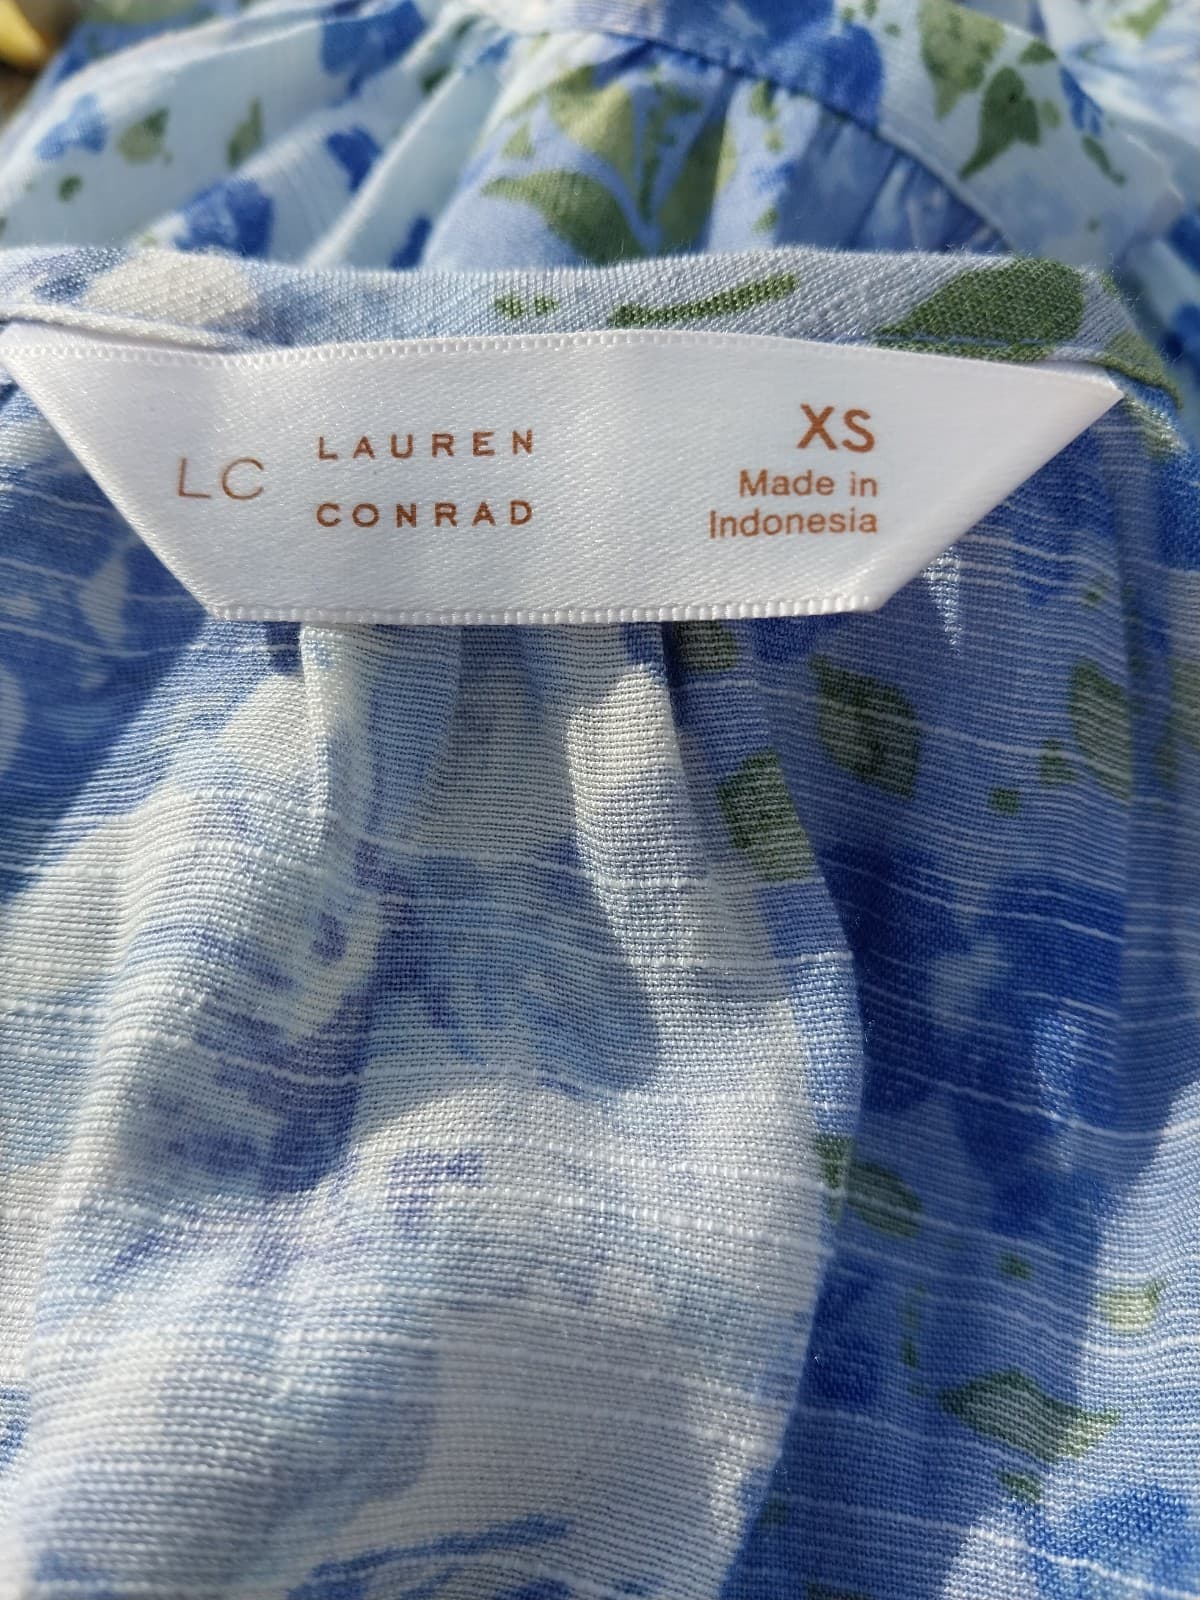 LC
LAUREN
CONRAD
XS
Made in
Indonesia